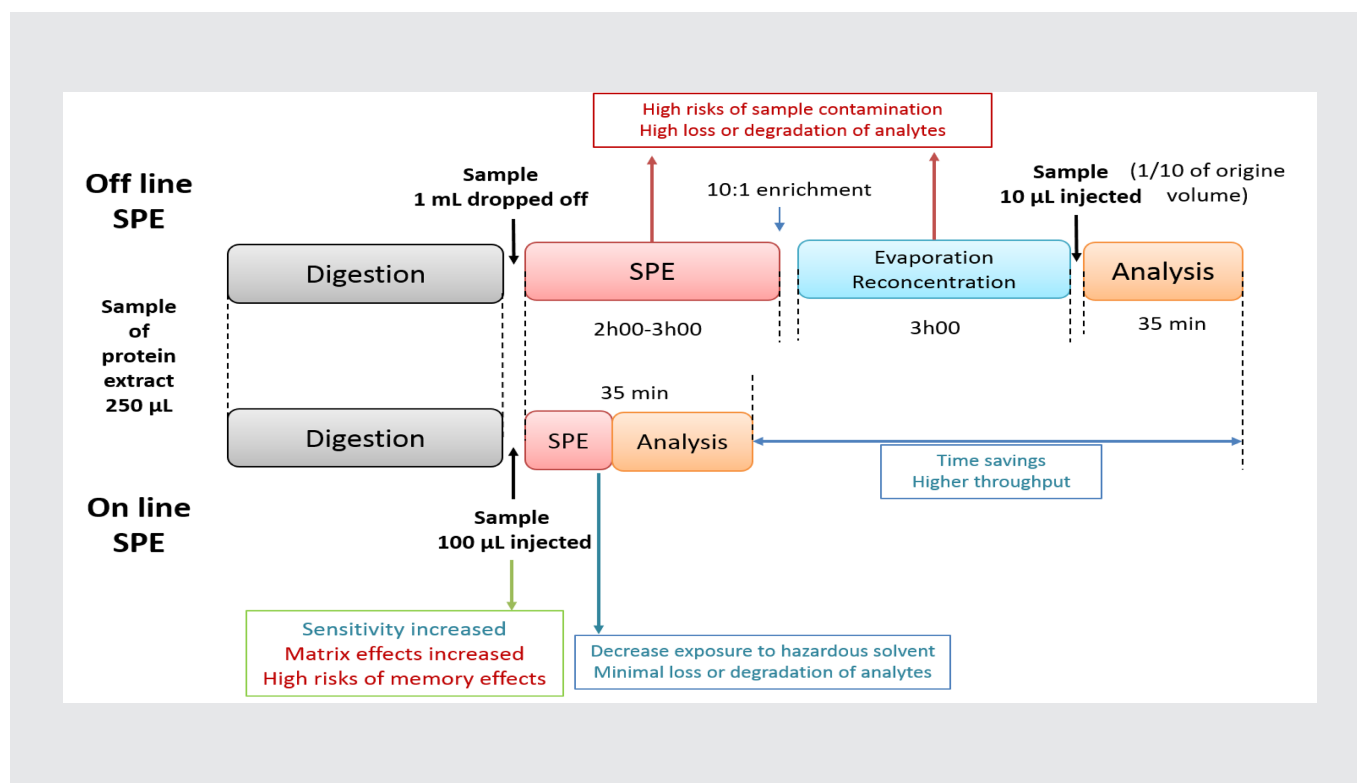 High risks of sample contamination
High loss or degradation of analytes
Off line
SPE
Sample
1 mL dropped off
10:1 enrichment
Sample
10 µL injected
(1/10 of origine
volume)
Digestion
SPE
Evaporation
Reconcentration
Analysis
2h00-3h00
3h00
35 min
Sample
of
protein
extract
250 µL
35 min
Digestion
SPE
Analysis
Time savings
Higher throughput
On line
SPE
Sample
100 µL injected
Sensitivity increased
Matrix effects increased
High risks of memory effects
Decrease exposure to hazardous solvent
Minimal loss or degradation of analytes